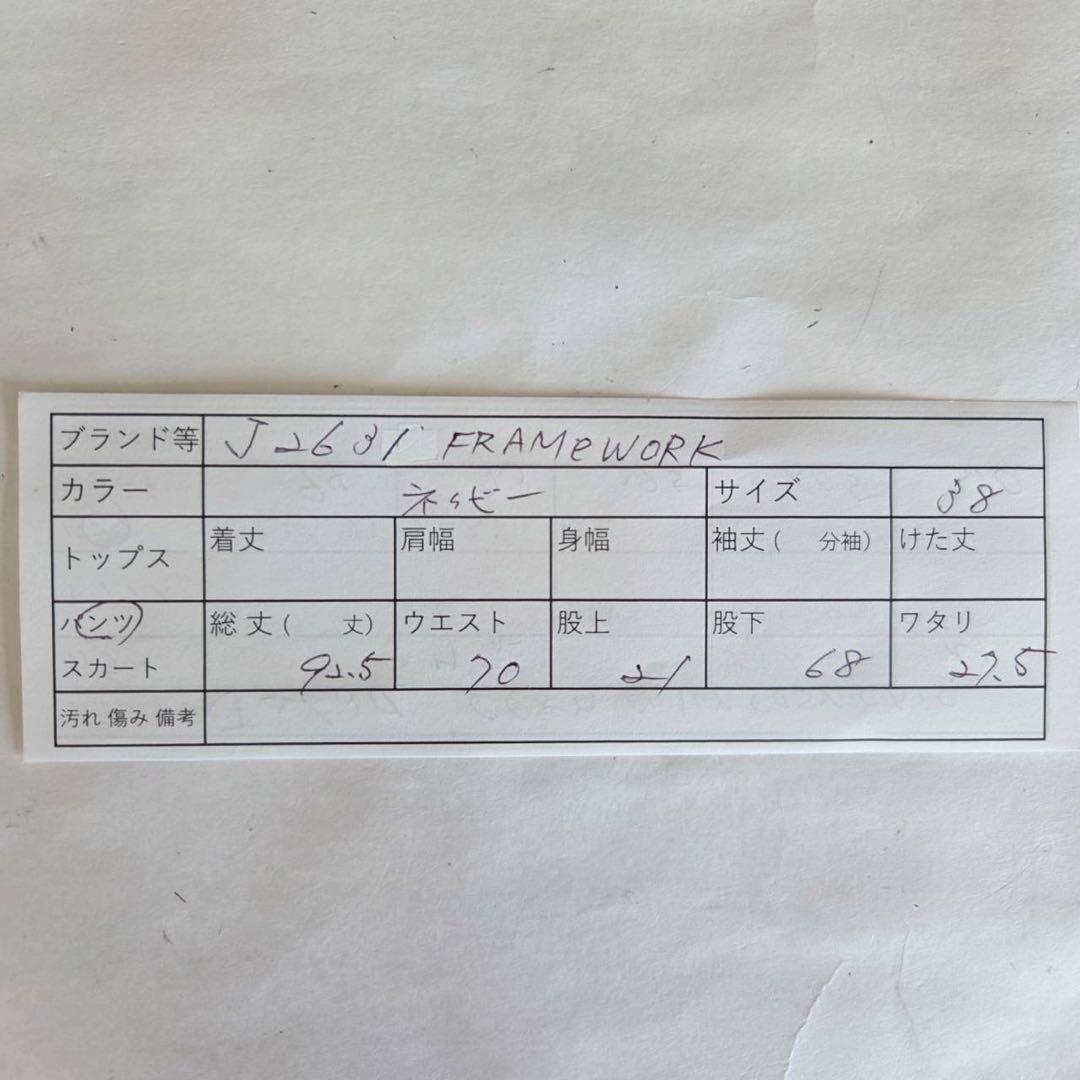 ブランド等 J2631 FRAMeWORK
カラー ネッビー サイズ 38
トップス 着丈 肩幅 身幅 袖丈( 分袖) けた丈
パンツ 総丈( 丈) ウエスト 股上 股下 ワタリ
スカート 92.5 70 21 68 27.5
汚れ 傷み 備考